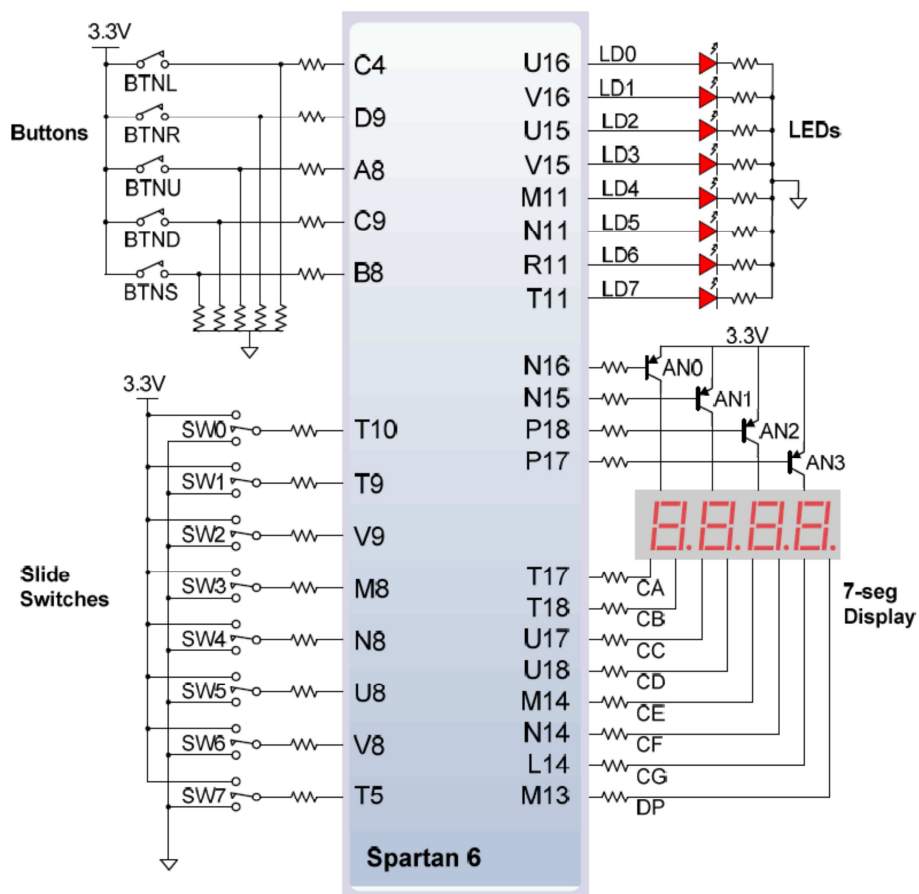 3.3V
BTNL
BTNR
BTNU
BTND
BTNS
Buttons
C4
D9
A8
C9
B8
U16
V16
U15
V15
M11
N11
R11
T11
LD0
LD1
LD2
LD3
LD4
LD5
LD6
LD7
LEDs
3.3V
N16
N15
P18
P17
AN0
AN1
AN2
AN3
3.3V
SW0
SW1
SW2
SW3
SW4
SW5
SW6
SW7
Slide
Switches
T10
T9
V9
M8
N8
U8
V8
T5
8.8.8.8.
T17
T18
U17
U18
M14
N14
L14
M13
CA
CB
CC
CD
CE
CF
CG
DP
7-seg
Display
Spartan 6